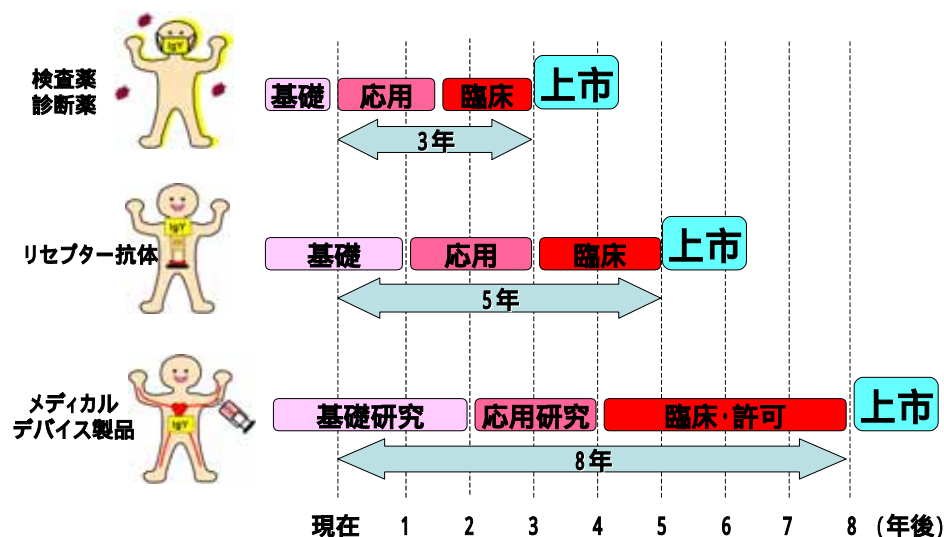 検査薬
診断薬
IgY
基礎
応用
臨床
上市
3年
リセプター抗体
IgY
基礎
応用
臨床
上市
5年
メディカル
デバイス製品
IgY
基礎研究
応用研究
臨床・許可
上市
8年
現在 1 2 3 4 5 6 7 8 (年後)